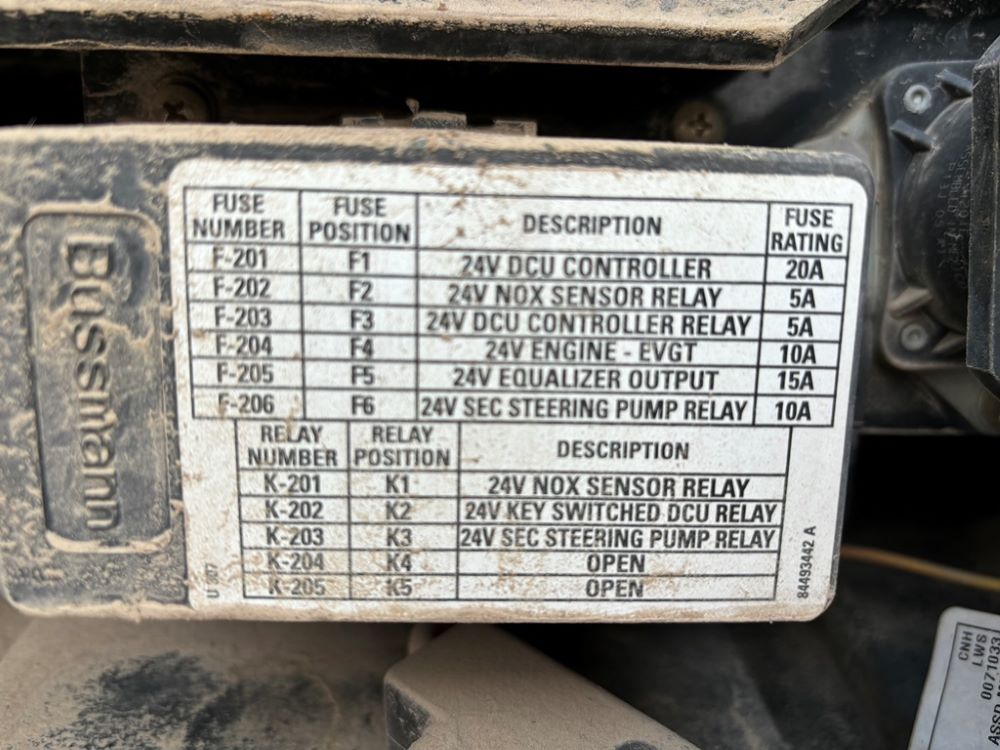 Bussmann
FUSE NUMBER FUSE POSITION DESCRIPTION FUSE RATING
F-201 F1 24V DCU CONTROLLER 20A
F-202 F2 24V NOX SENSOR RELAY 5A
F-203 F3 24V DCU CONTROLLER RELAY 5A
F-204 F4 24V ENGINE - EVGT 10A
F-205 F5 24V EQUALIZER OUTPUT 15A
F-206 F6 24V SEC STEERING PUMP RELAY 10A
RELAY NUMBER RELAY POSITION DESCRIPTION
K-201 K1 24V NOX SENSOR RELAY
K-202 K2 24V KEY SWITCHED DCU RELAY
K-203 K3 24V SEC STEERING PUMP RELAY
K-204 K4 OPEN
K-205 K5 OPEN
84493442 A
CNH
LWS
0071033